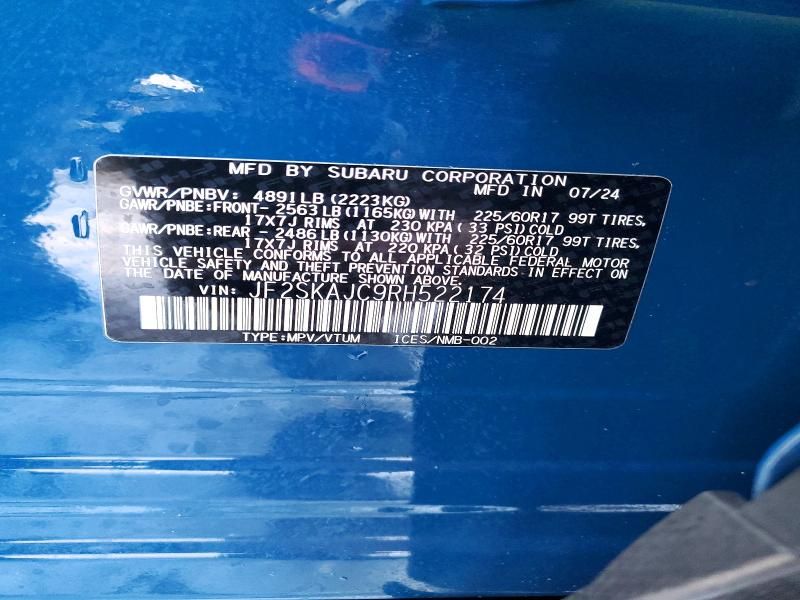 MFD BY SUBARU CORPORATION
GVWR/PNBV: 4891LB(2223KG) MFD IN 07/24
GAWR/PNBE:FRONT- 2563LB(1165KG)WITH 225/60R17 99T TIRES,
17X7J RIMS AT 230 KPA( 33 PSI)COLD
GAWR/PNBE:REAR - 2486LB(1130KG)WITH 225/60R17 99T TIRES,
17X7J RIMS AT 220 KPA( 32 PSI)COLD
THIS VEHICLE CONFORMS TO ALL APPLICABLE FEDERAL MOTOR
VEHICLE SAFETY AND THEFT PREVENTION STANDARDS IN EFFECT ON
THE DATE OF MANUFACTURE SHOWN ABOVE.
VIN: JF2SKAJC9RH522174
TYPE:MPV/VTUM ICES/NMB-002